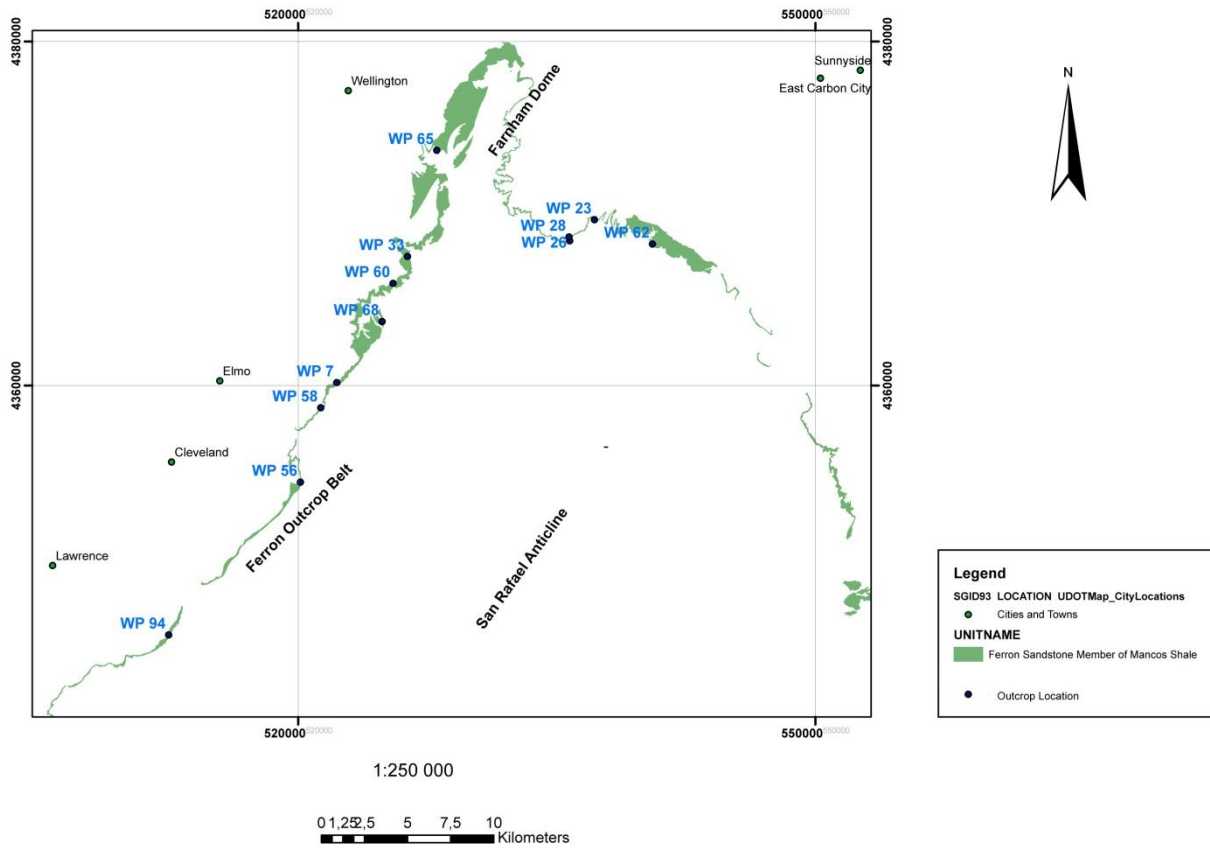 520000 520000
550000 550000
4380000
4380000
Sunnyside
East Carbon City
Wellington
N
Farnham Dome
WP 65
WP 23
WP 28
WP 26
WP 62
WP 33
WP 60
WP 68
4360000
4360000
Elmo
WP 7
WP 58
Cleveland
WP 56
Ferron Outcrop Belt
San Rafael Anticline
Lawrence
WP 94
Legend
SGID93 LOCATION UDOTMap_CityLocations
Cities and Towns
UNITNAME
Ferron Sandstone Member of Mancos Shale
Outcrop Location
520000 520000
550000 550000
1:250 000
0 1,25 2,5 5 7,5 10
Kilometers